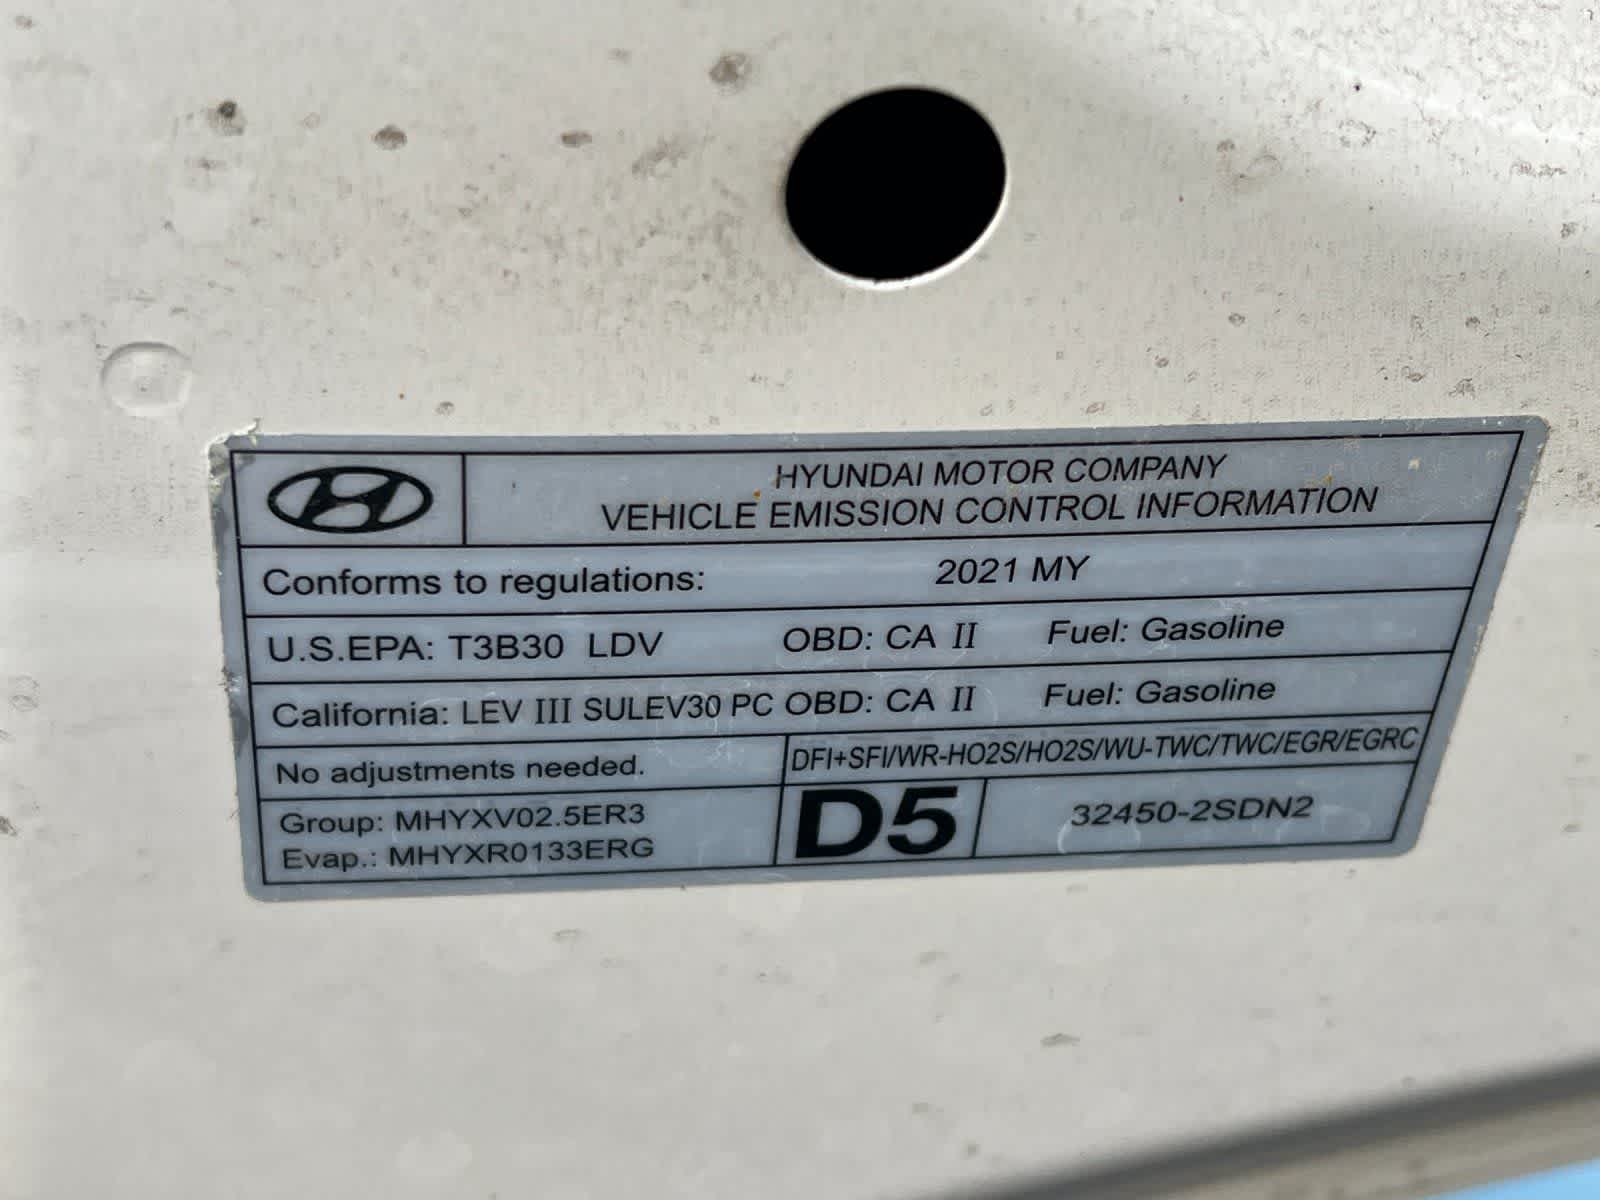 HYUNDAI MOTOR COMPANY
VEHICLE EMISSION CONTROL INFORMATION
Conforms to regulations: 2021 MY
U.S.EPA: T3B30 LDV OBD: CA II Fuel: Gasoline
California: LEV III SULEV30 PC OBD: CA II Fuel: Gasoline
No adjustments needed. DFI+SFI/WR-HO2S/HO2S/WU-TWC/TWC/EGR/EGRC
Group: MHYXV02.5ER3
Evap.: MHYXR0133ERG
D5
32450-2SDN2